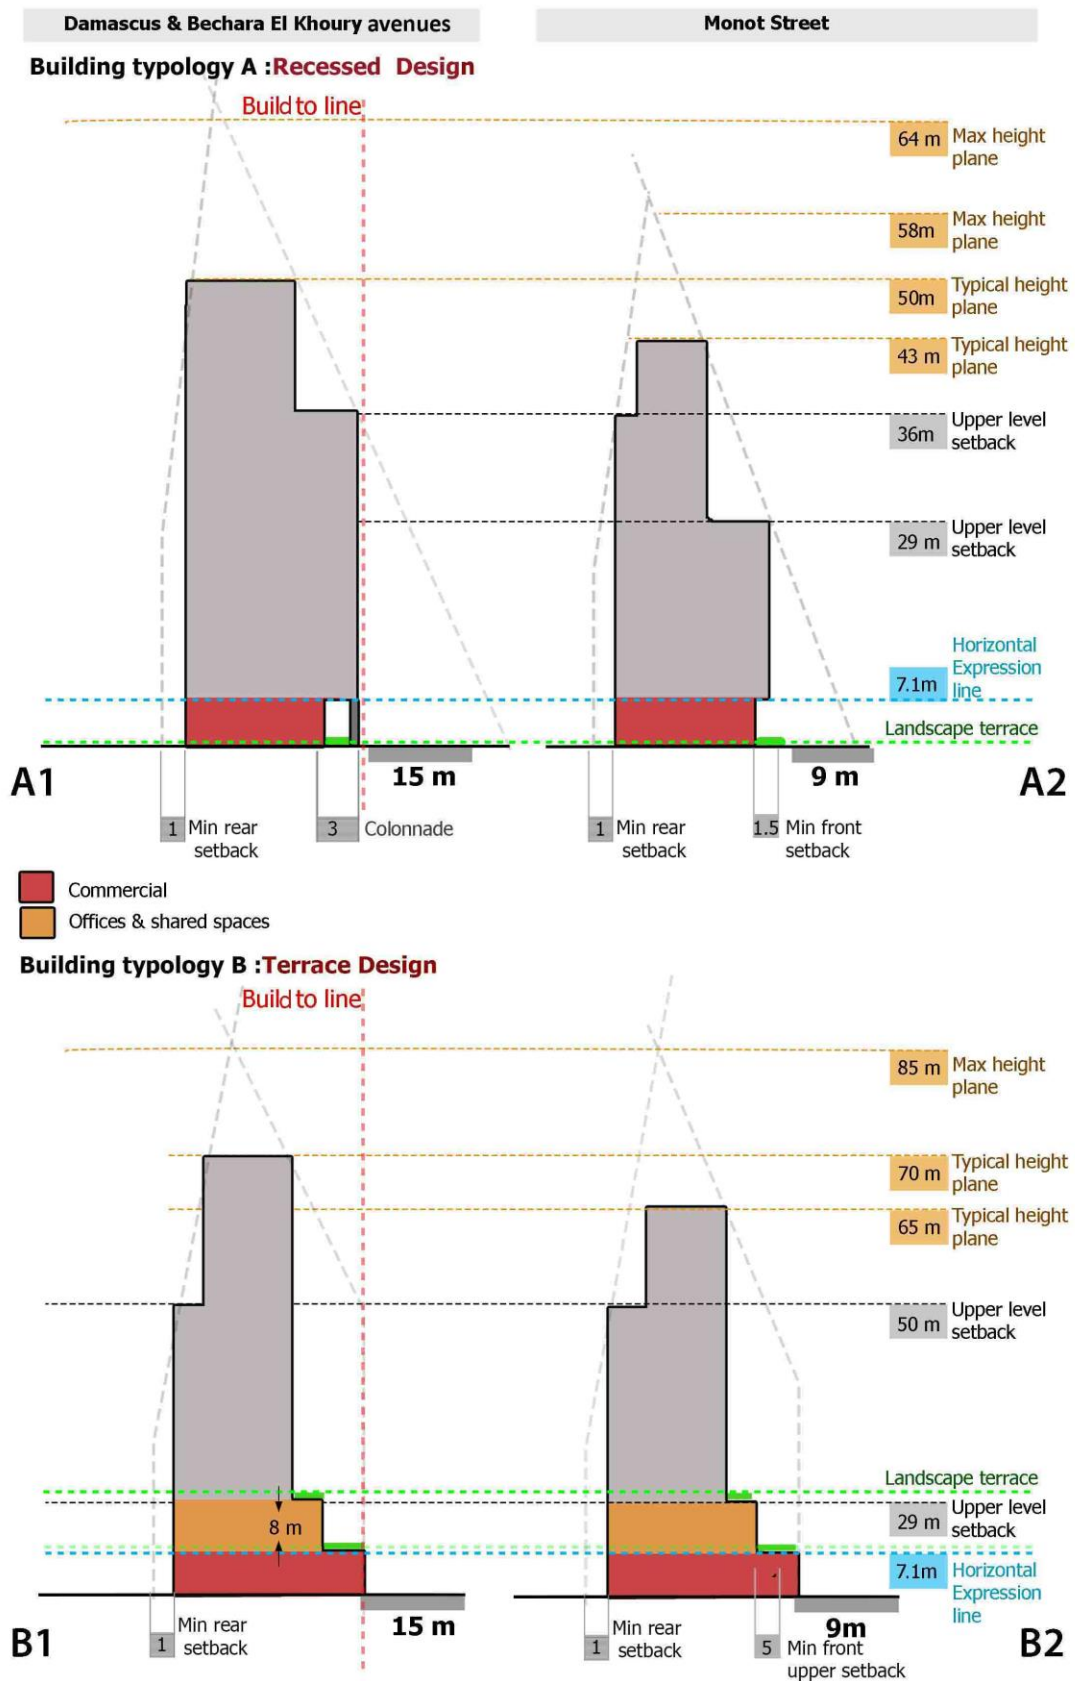 Damascus & Bechara El Khoury avenues
Monot Street
Building typology A :Recessed Design
Build to line
64 m
Max height
plane
58m
Max height
plane
50m
Typical height
plane
43 m
Typical height
plane
36m
Upper level
setback
29 m
Upper level
setback
7.1m
Horizontal
Expression
line
Landscape terrace
A1
15 m
9 m
A2
1
Min rear
setback
3
Colonnade
1
Min rear
setback
1.5
Min front
setback
Commercial
Offices & shared spaces
Building typology B :Terrace Design
Build to line
85 m
Max height
plane
70 m
Typical height
plane
65 m
Typical height
plane
50 m
Upper level
setback
Landscape terrace
29 m
Upper level
setback
8 m
7.1m
Horizontal
Expression
line
B1
1
Min rear
setback
15 m
1
Min rear
setback
5
Min front
upper setback
9m
B2